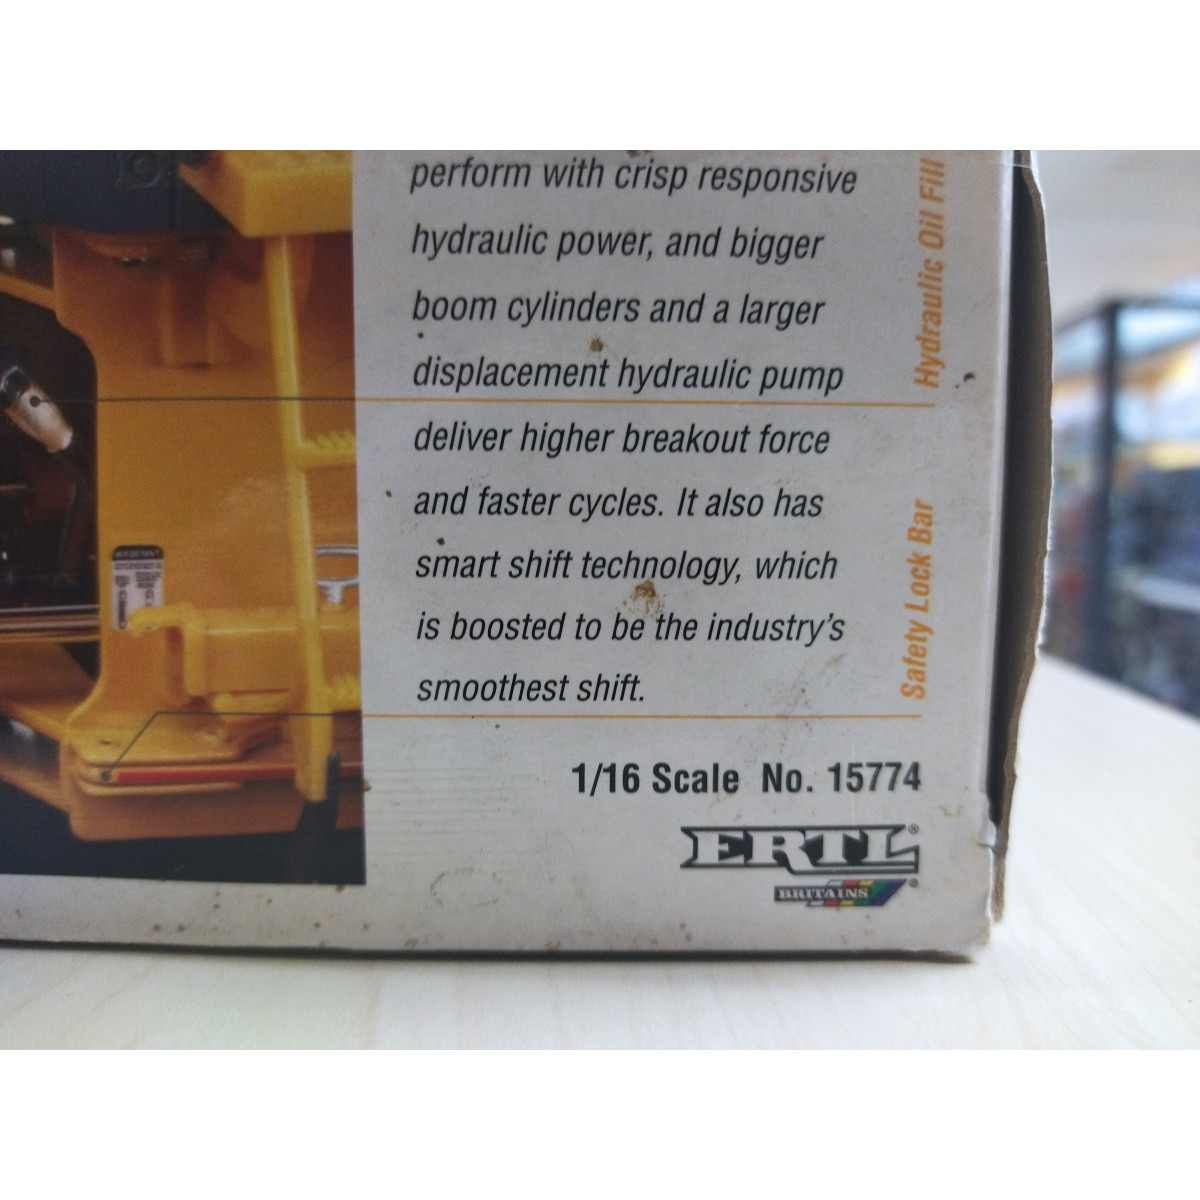 perform with crisp responsive
hydraulic power, and bigger
boom cylinders and a larger
displacement hydraulic pump
deliver higher breakout force
and faster cycles. It also has
smart shift technology, which
is boosted to be the industry's
smoothest shift.
Hydraulic Oil Fill
Safety Lock Bar
1/16 Scale No. 15774
ERTL®
BRITAINS®
IMPORTANT